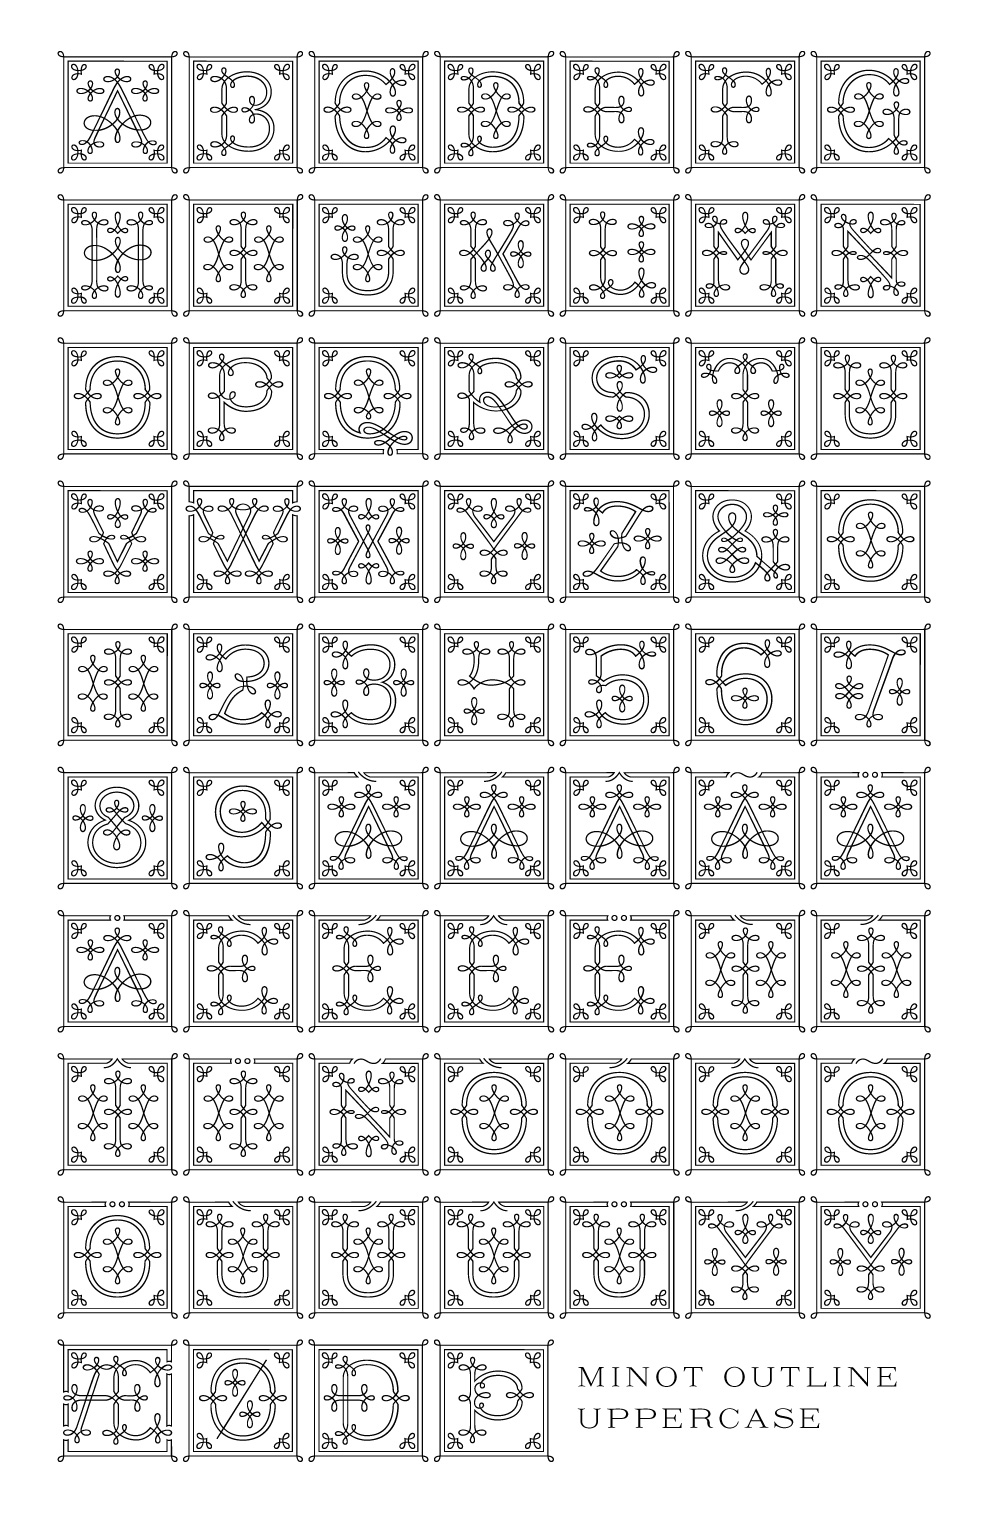 A B C D E F G
H I J K L M N
O P Q R S T U
V W X Y Z & 0
1 2 3 4 5 6 7
8 9 À Á Â Ã Ä
Å È É Ê Ë Ì Í
Î Ï Ñ Ò Ó Ô Õ
Ö Ù Ú Û Ü Ý Ÿ
Æ Ø Ð Þ
MINOT OUTLINE
UPPERCASE